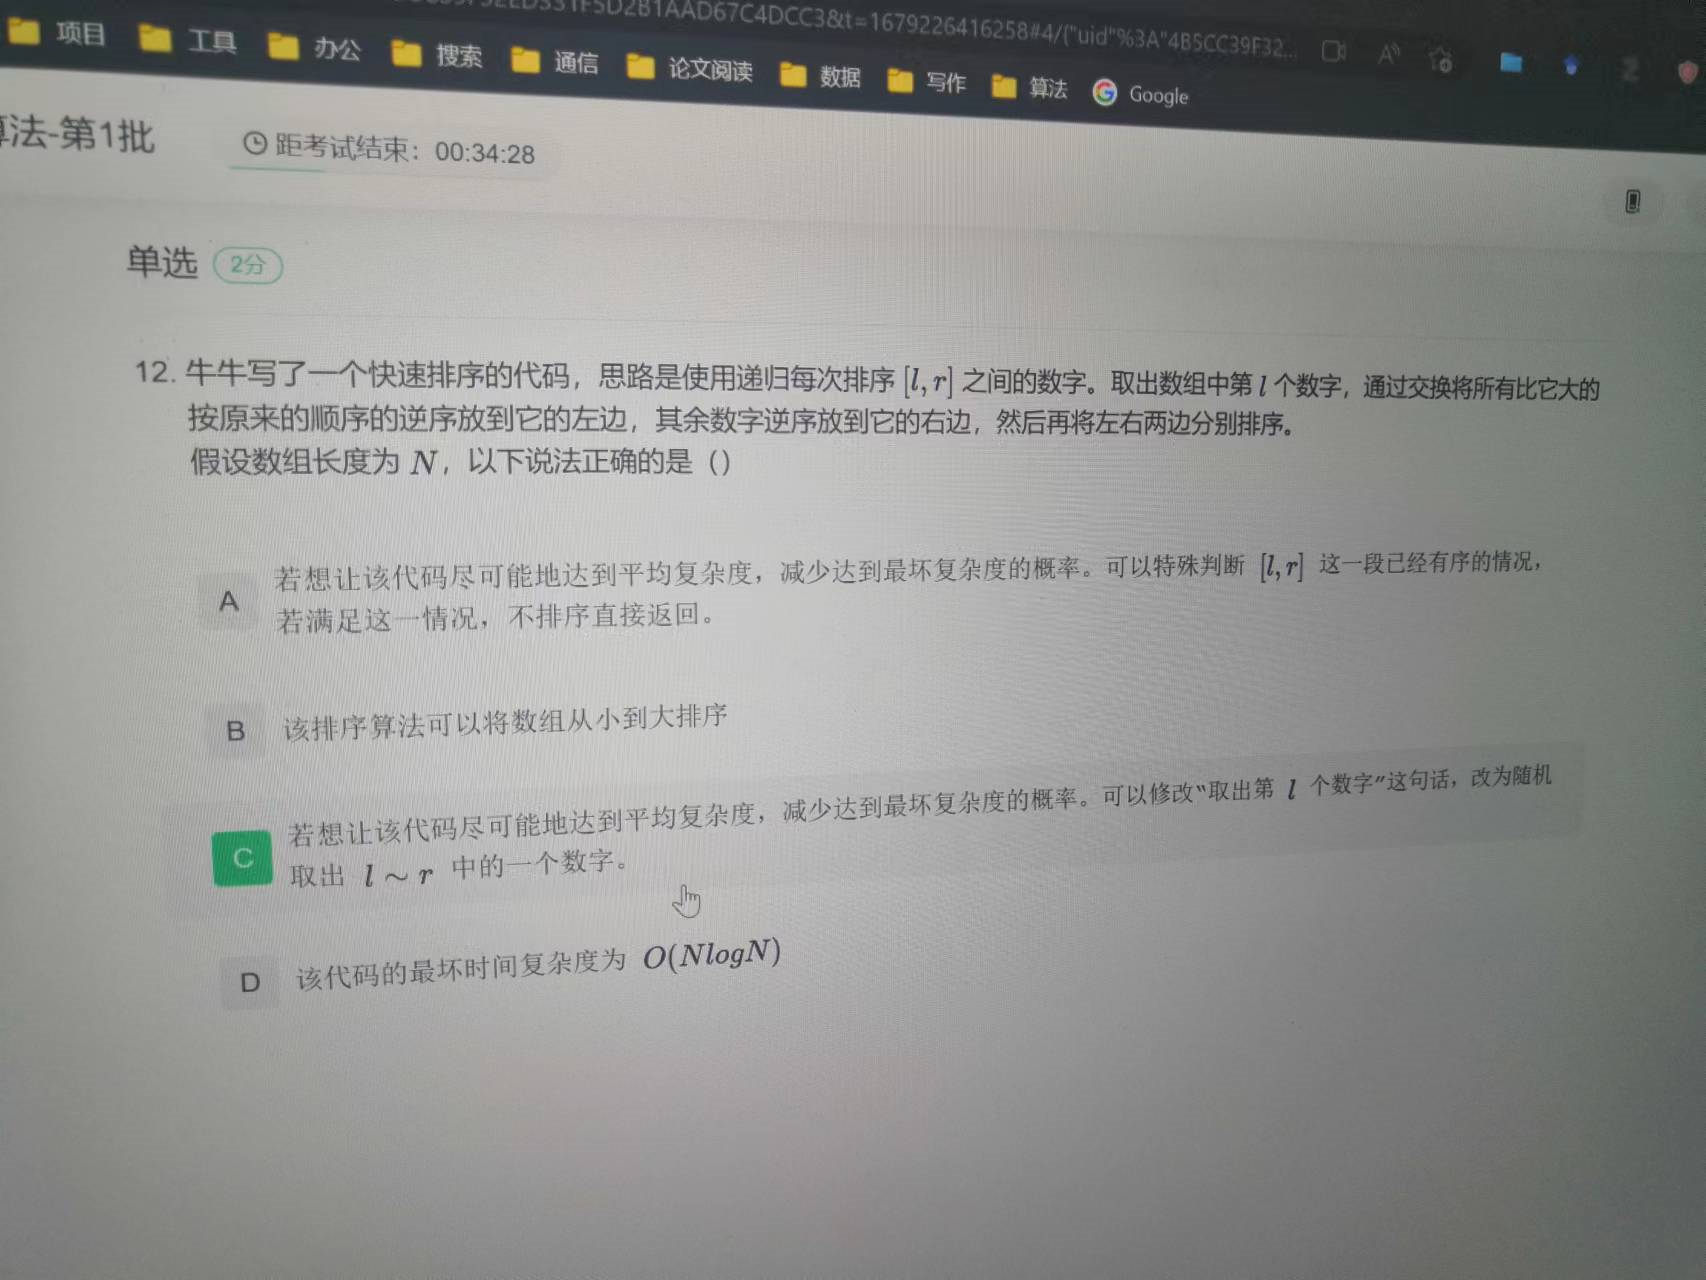 t=1679226416258#4/("uid"%3A"4B5CC39F32...
项目 工具 办公 搜索 通信 论文阅读 数据 写作 算法 Google
算法-第1批 距考试结束：00:34:28
单选 2分
12. 牛牛写了一个快速排序的代码，思路是使用递归每次排序 [l, r] 之间的数字。取出数组中第 l 个数字，通过交换将所有比它大的
按原来的顺序的逆序放到它的左边，其余数字逆序放到它的右边，然后再将左右两边分别排序。
假设数组长度为 N，以下说法正确的是（）
A 若想让该代码尽可能地达到平均复杂度，减少达到最坏复杂度的概率。可以特殊判断 [l, r] 这一段已经有序的情况，
若满足这一情况，不排序直接返回。
B 该排序算法可以将数组从小到大排序
C 若想让该代码尽可能地达到平均复杂度，减少达到最坏复杂度的概率。可以修改“取出第 l 个数字”这句话，改为随机
取出 l ~ r 中的一个数字。
D 该代码的最坏时间复杂度为 O(NlogN)